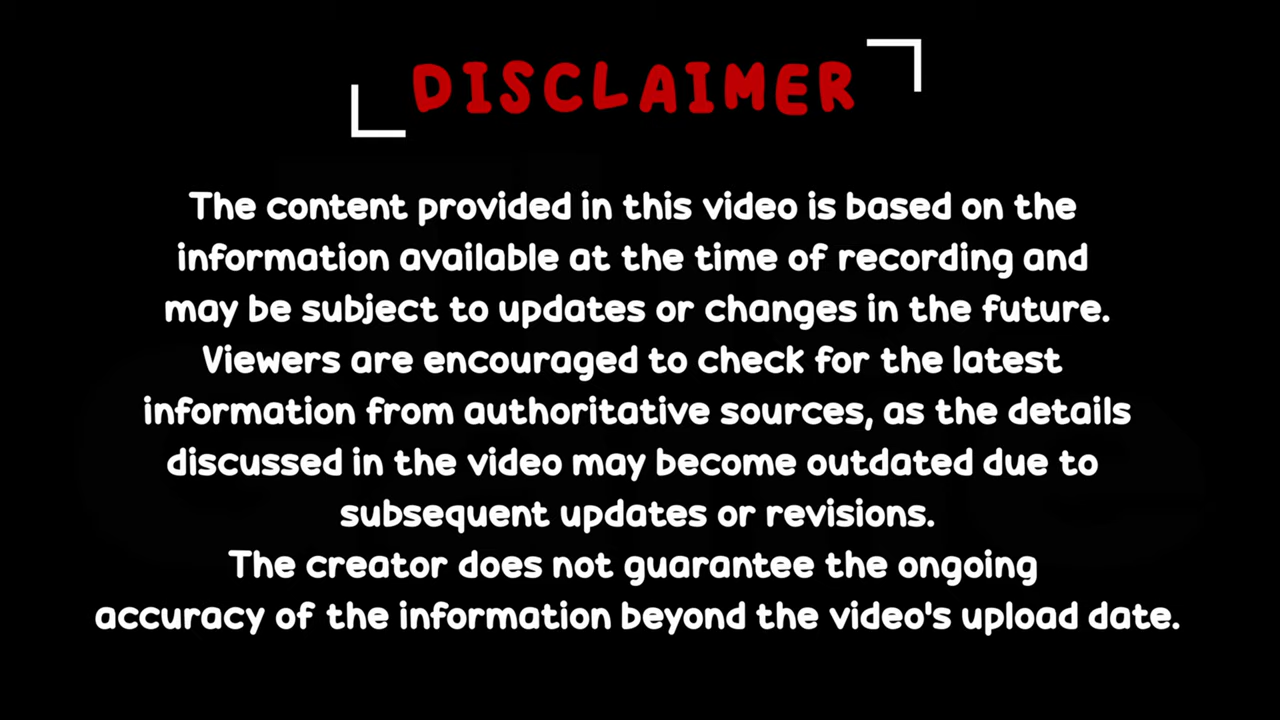 DISCLAIMER
The content provided in this video is based on the
information available at the time of recording and
may be subject to updates or changes in the future.
Viewers are encouraged to check for the latest
information from authoritative sources, as the details
discussed in the video may become outdated due to
subsequent updates or revisions.
The creator does not guarantee the ongoing
accuracy of the information beyond the video's upload date.